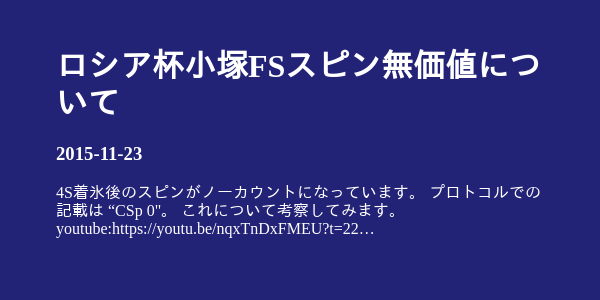 ロシア杯小塚FSスピン無価値につ
いて
2015-11-23
4S着氷後のスピンがノーカウントになっています。 プロトコルでの
記載は “CSp 0"。 これについて考察してみます。
youtube:https://youtu.be/nqxTnDxFMEU?t=22…